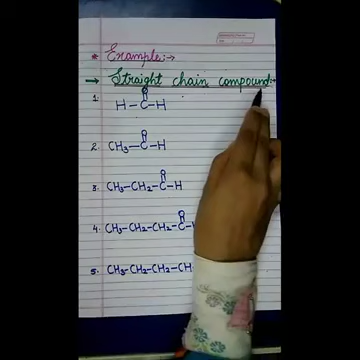 * Example:→
→ Straight chain compound:→
O
1. H-C-H
O
2. CH3-C-H
O
3. CH3-CH2-C-H
O
4. CH3-CH2-CH2-C-
5. CH3-CH2-CH2-CH